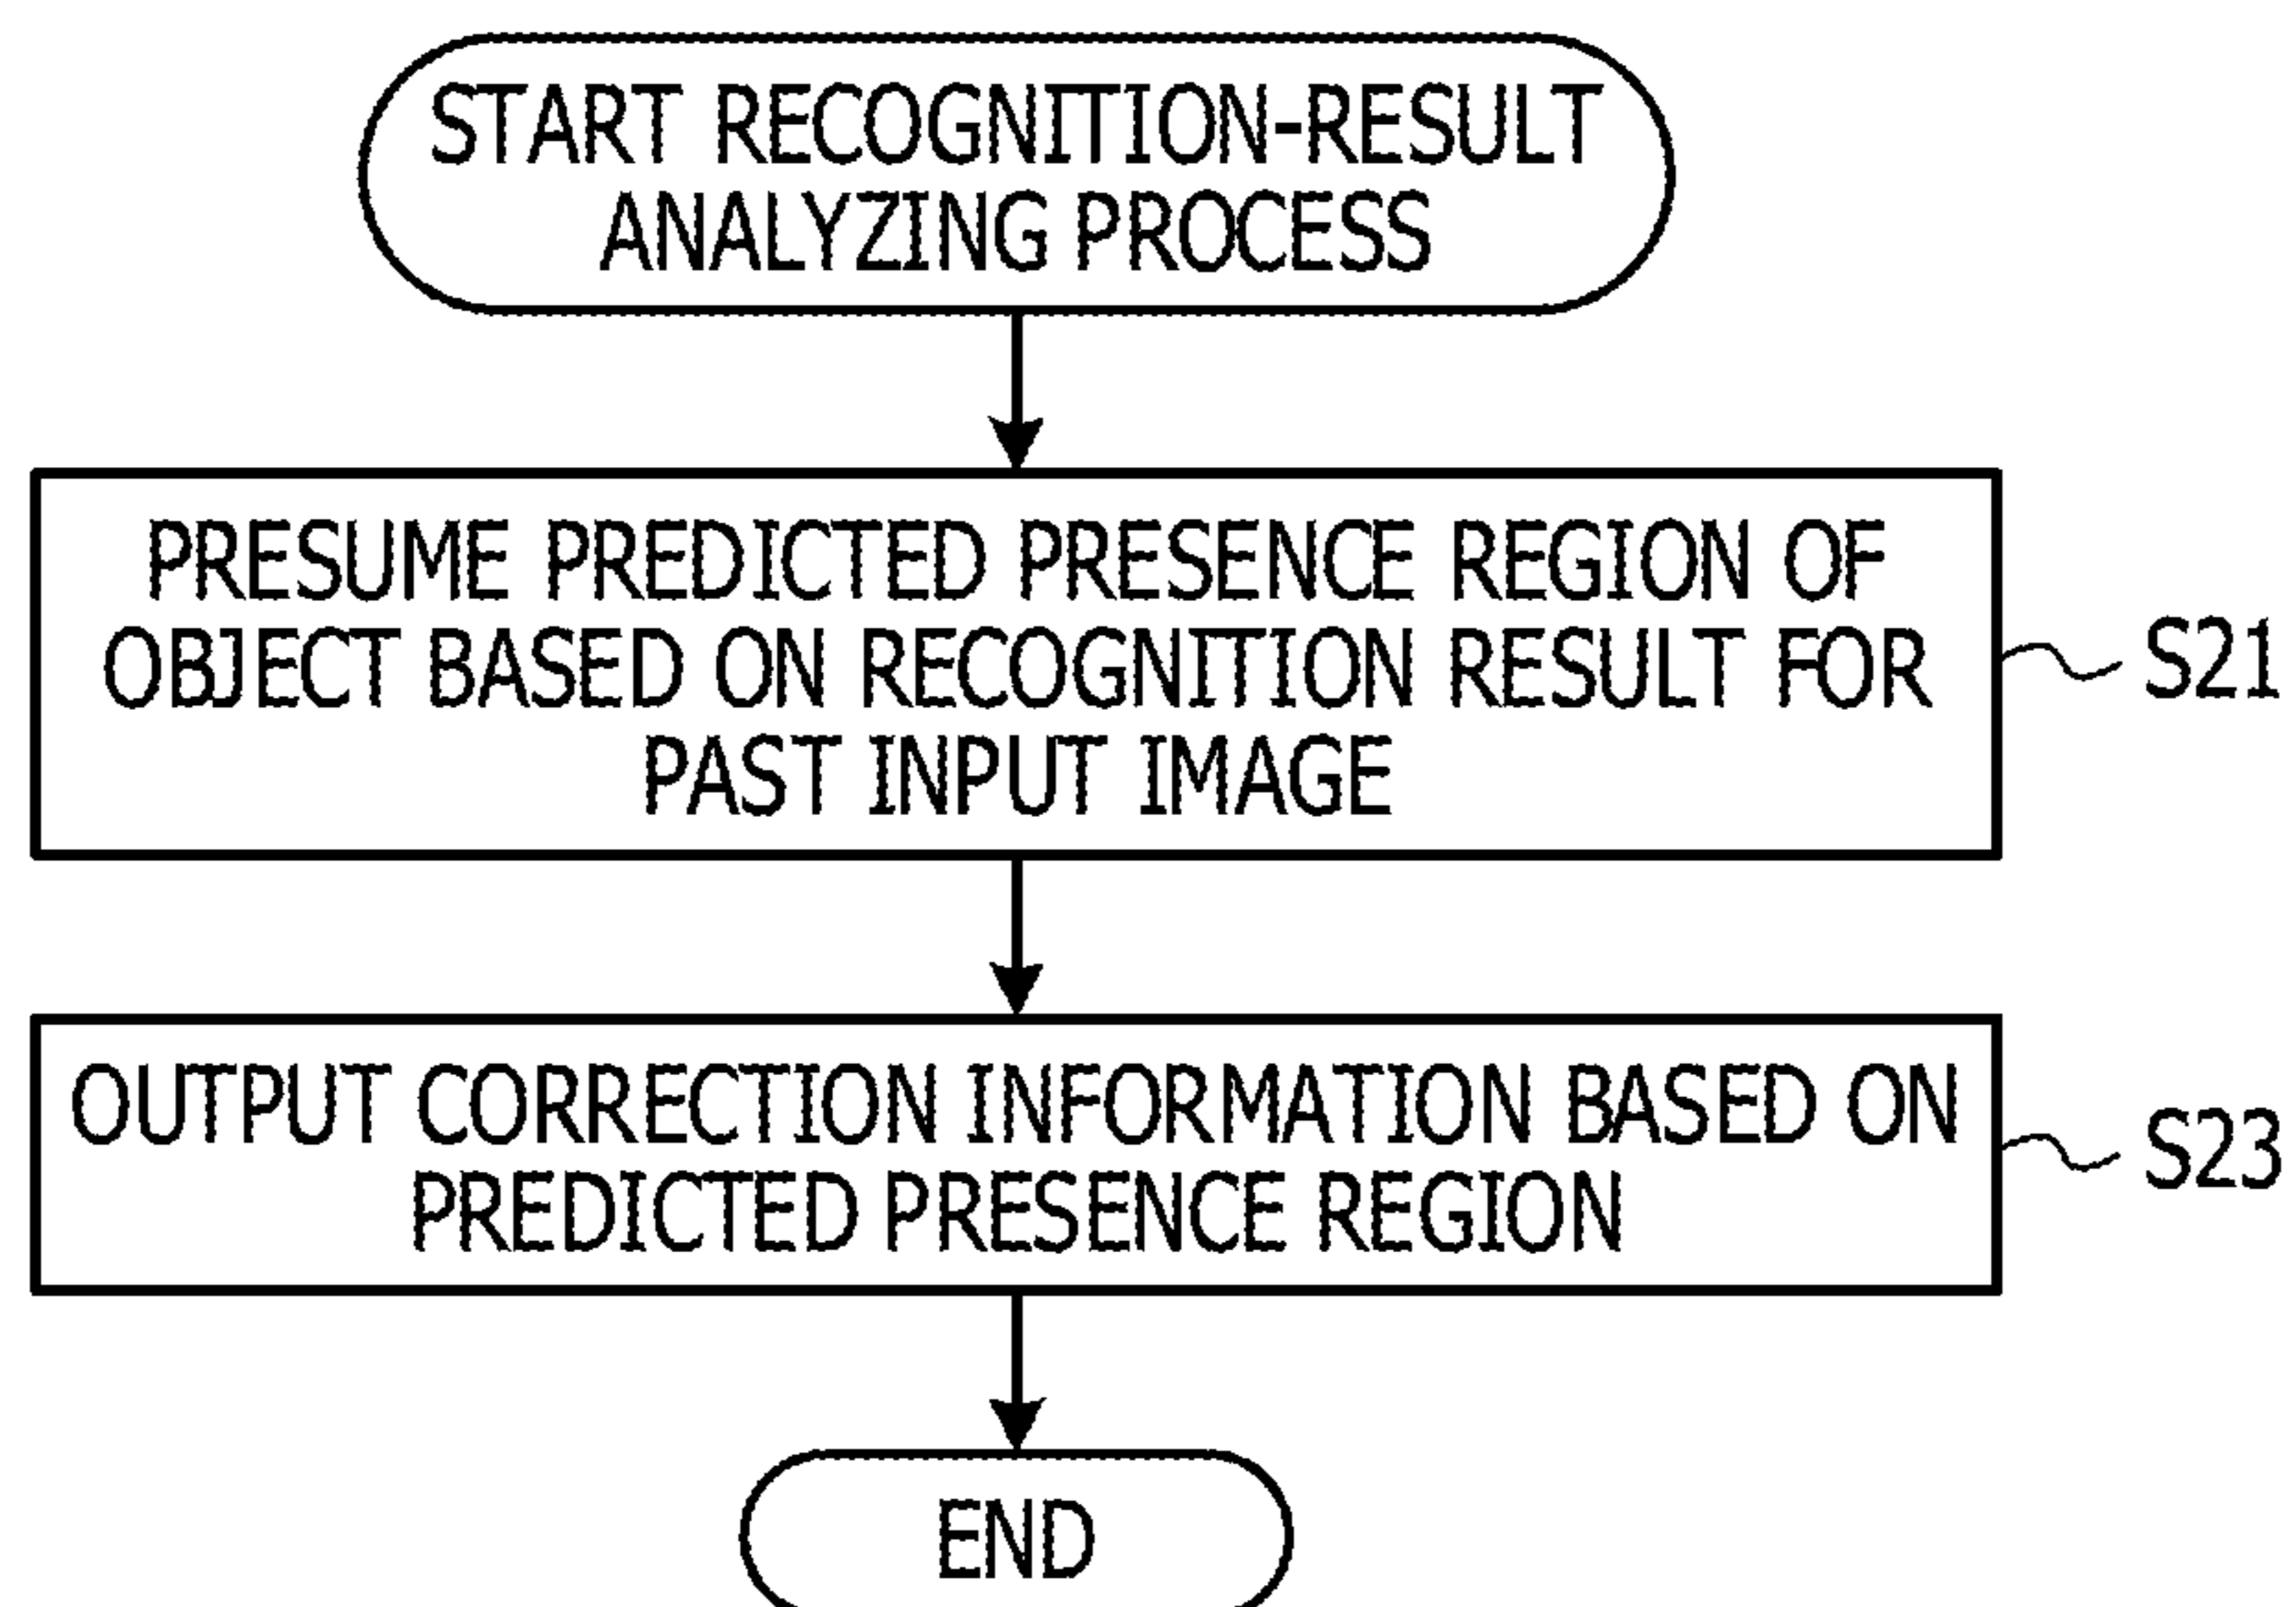 START RECOGNITION-RESULT
ANALYZING PROCESS
PRESUME PREDICTED PRESENCE REGION OF
OBJECT BASED ON RECOGNITION RESULT FOR
PAST INPUT IMAGE
S21
OUTPUT CORRECTION INFORMATION BASED ON
PREDICTED PRESENCE REGION
S23
END